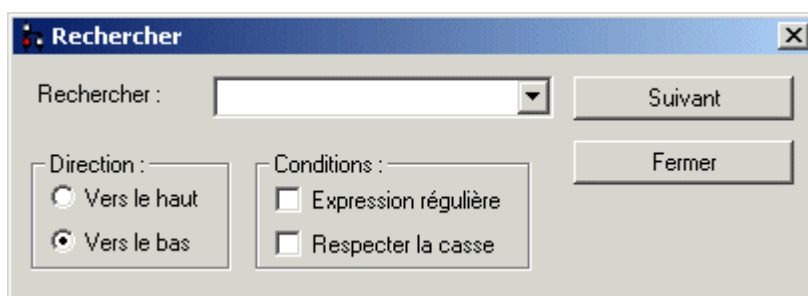 Rechercher
Rechercher :
Suivant
Direction :
Conditions :
Fermer
Vers le haut
Expression régulière
Vers le bas
Respecter la casse